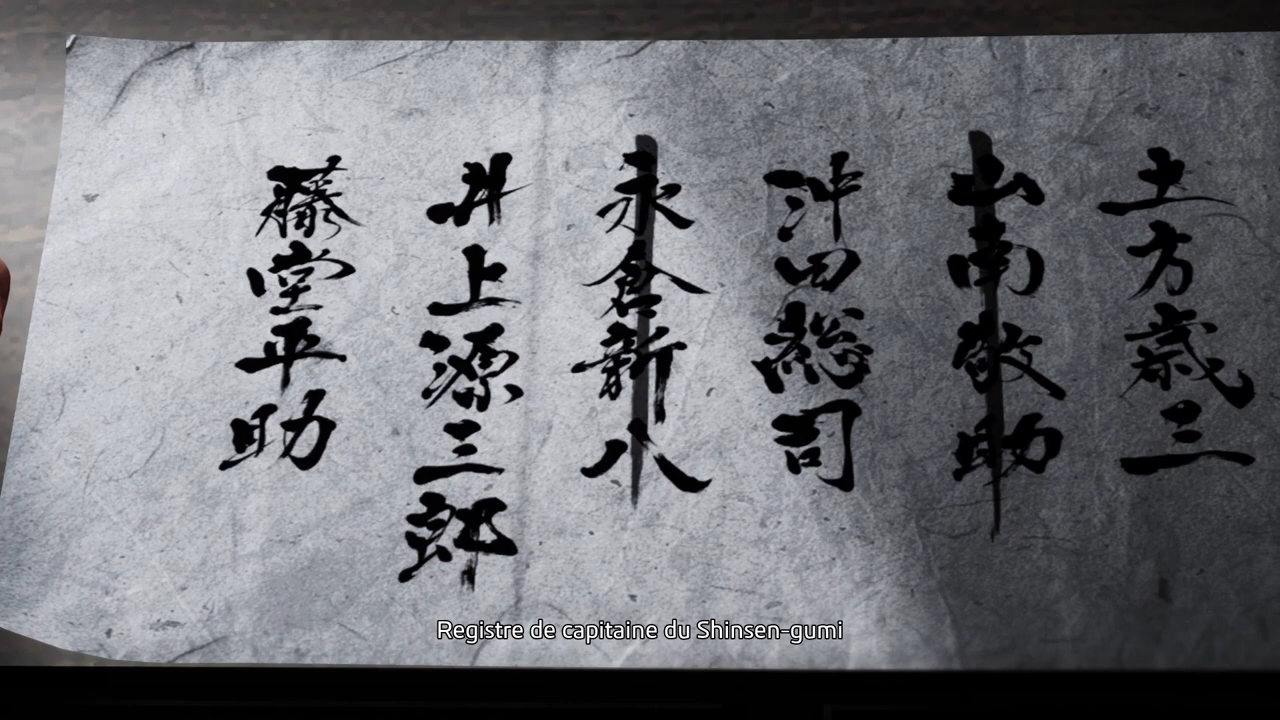 土方歳三
山南敬助
沖田総司
永倉新八
井上源三郎
藤堂平助
Registre de capitaine du Shinsen-gumi